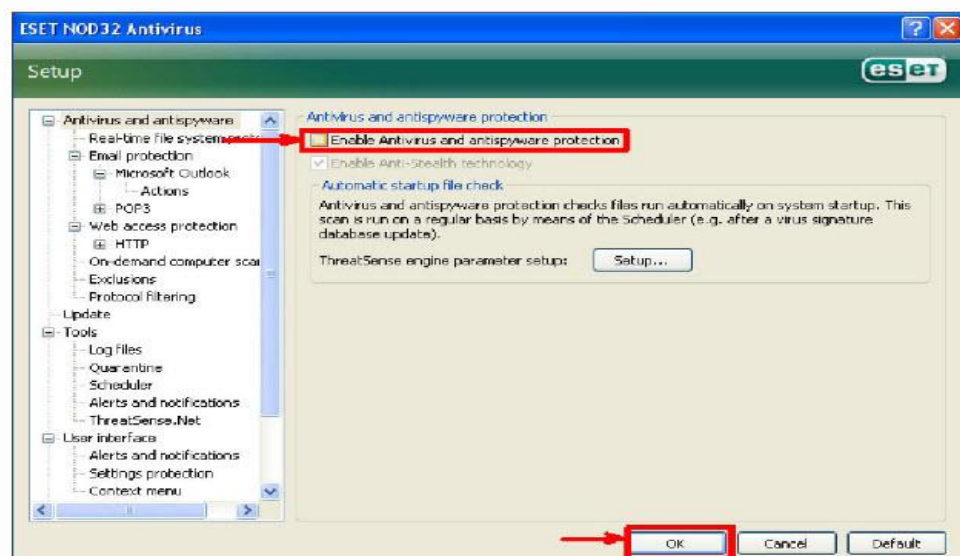 ESET NOD32 Antivirus
Setup
eset
Antivirus and antispyware
Real-time file system
Email protection
Microsoft Outlook
Actions
POP3
Web access protection
HTTP
On-demand computer scan
Exclusions
Protocol filtering
Update
Tools
Log files
Quarantine
Scheduler
Alerts and notifications
ThreatSense.Net
User interface
Alerts and notifications
Settings protection
Context menu
Antivirus and antispyware protection
Enable Antivirus and antispyware protection
Enable Anti-Stealth technology
Automatic startup file check
Antivirus and antispyware protection checks files run automatically on system startup. This
scan is run on a regular basis by means of the Scheduler (e.g. after a virus signature
database update).
ThreatSense engine parameter setup:
Setup...
OK
Cancel
Default